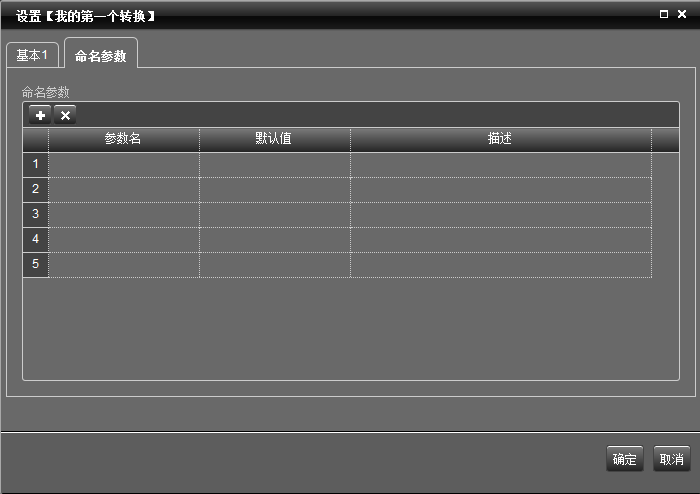 设置【我的第一个转换】
基本1 命名参数
命名参数
参数名 默认值 描述
1
2
3
4
5
确定 取消